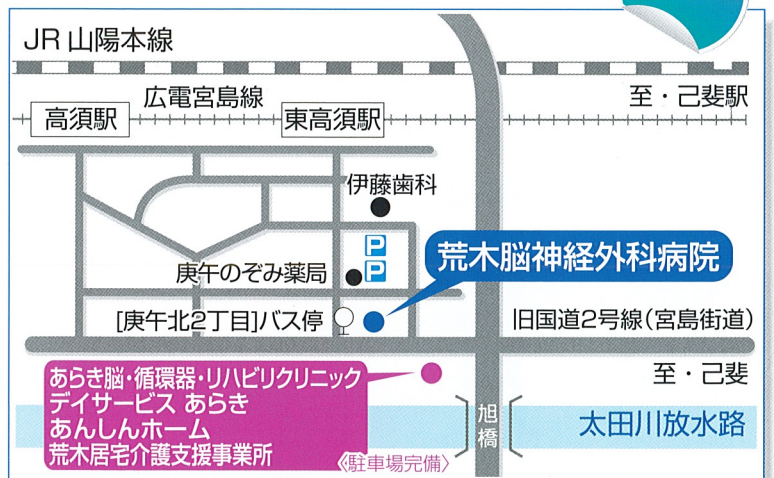 JR 山陽本線
広電宮島線
至・己斐駅
高須駅
東高須駅
伊藤歯科
P
P
荒木脳神経外科病院
庚午のぞみ薬局
[庚午北2丁目]バス停
旧国道2号線(宮島街道)
至・己斐
あらき脳・循環器・リハビリクリニック
デイサービス あらき
あんしんホーム
荒木居宅介護支援事業所
〈駐車場完備〉
旭橋
太田川放水路